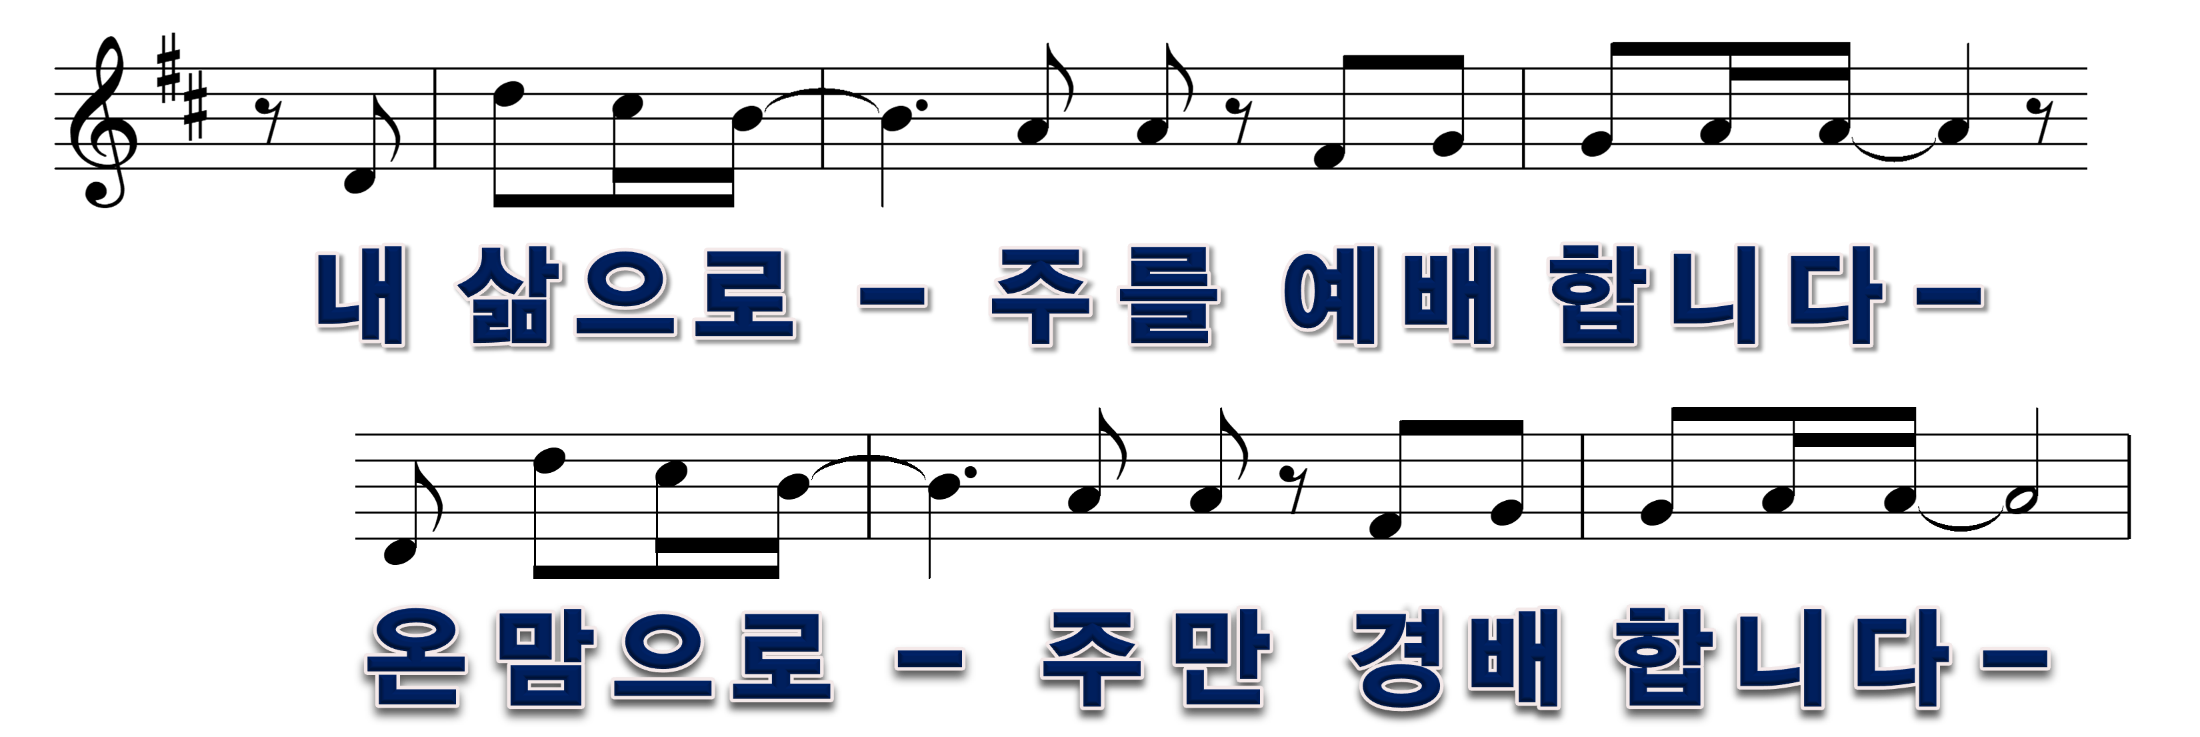 내 삶으로 - 주를 예배 합니다 -
온맘으로 - 주만 경배 합니다 -